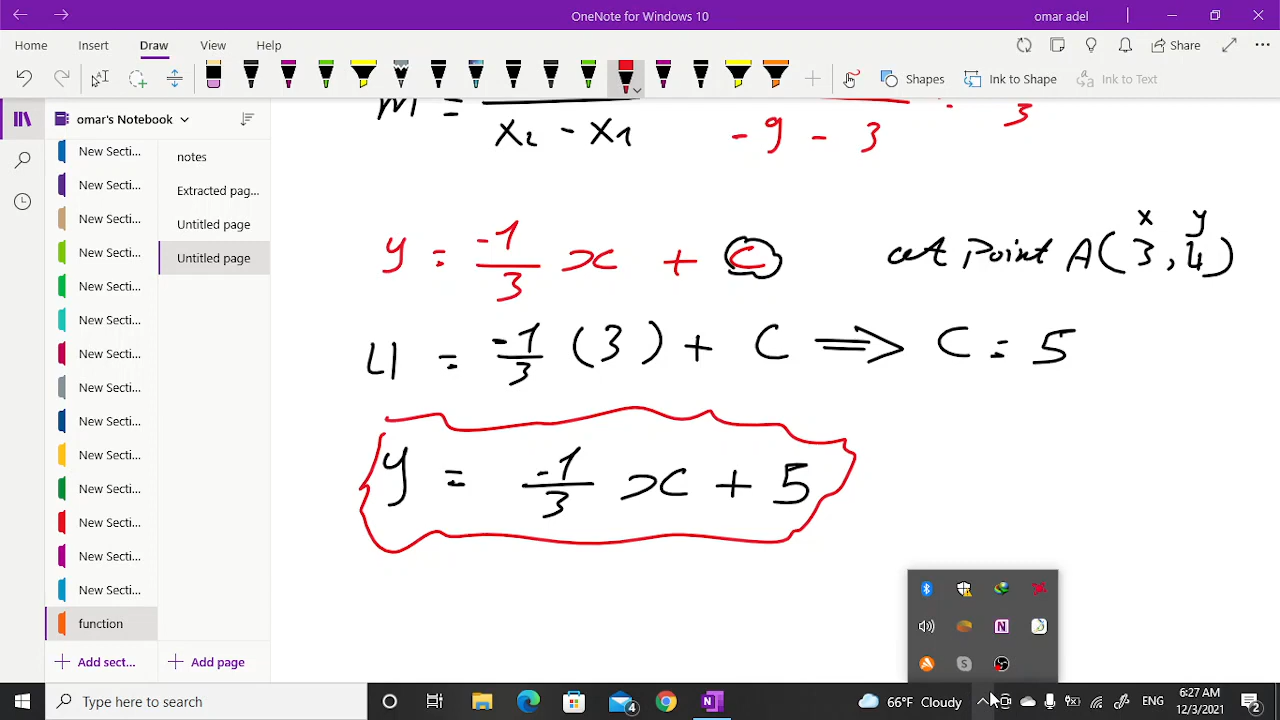 OneNote for Windows 10
omar adel
Home Insert Draw View Help
Share
Shapes
Ink to Shape
Ink to Text
omar's Notebook
New Secti...
New Secti...
New Secti...
New Secti...
New Secti...
New Secti...
New Secti...
New Secti...
New Secti...
New Secti...
New Secti...
New Secti...
New Secti...
New Secti...
function
+ Add sect...
notes
Extracted pag...
Untitled page
Untitled page
+ Add page
m =
x₂ - x₁
-9 - 3
3
x y
y = -1/3 x + C at Point A(3,4)
4 = -1/3 (3) + C ⟹ C = 5
y = -1/3 x + 5
Type here to search
4
66°F Cloudy
ENG
6:27 AM
12/3/2021
2